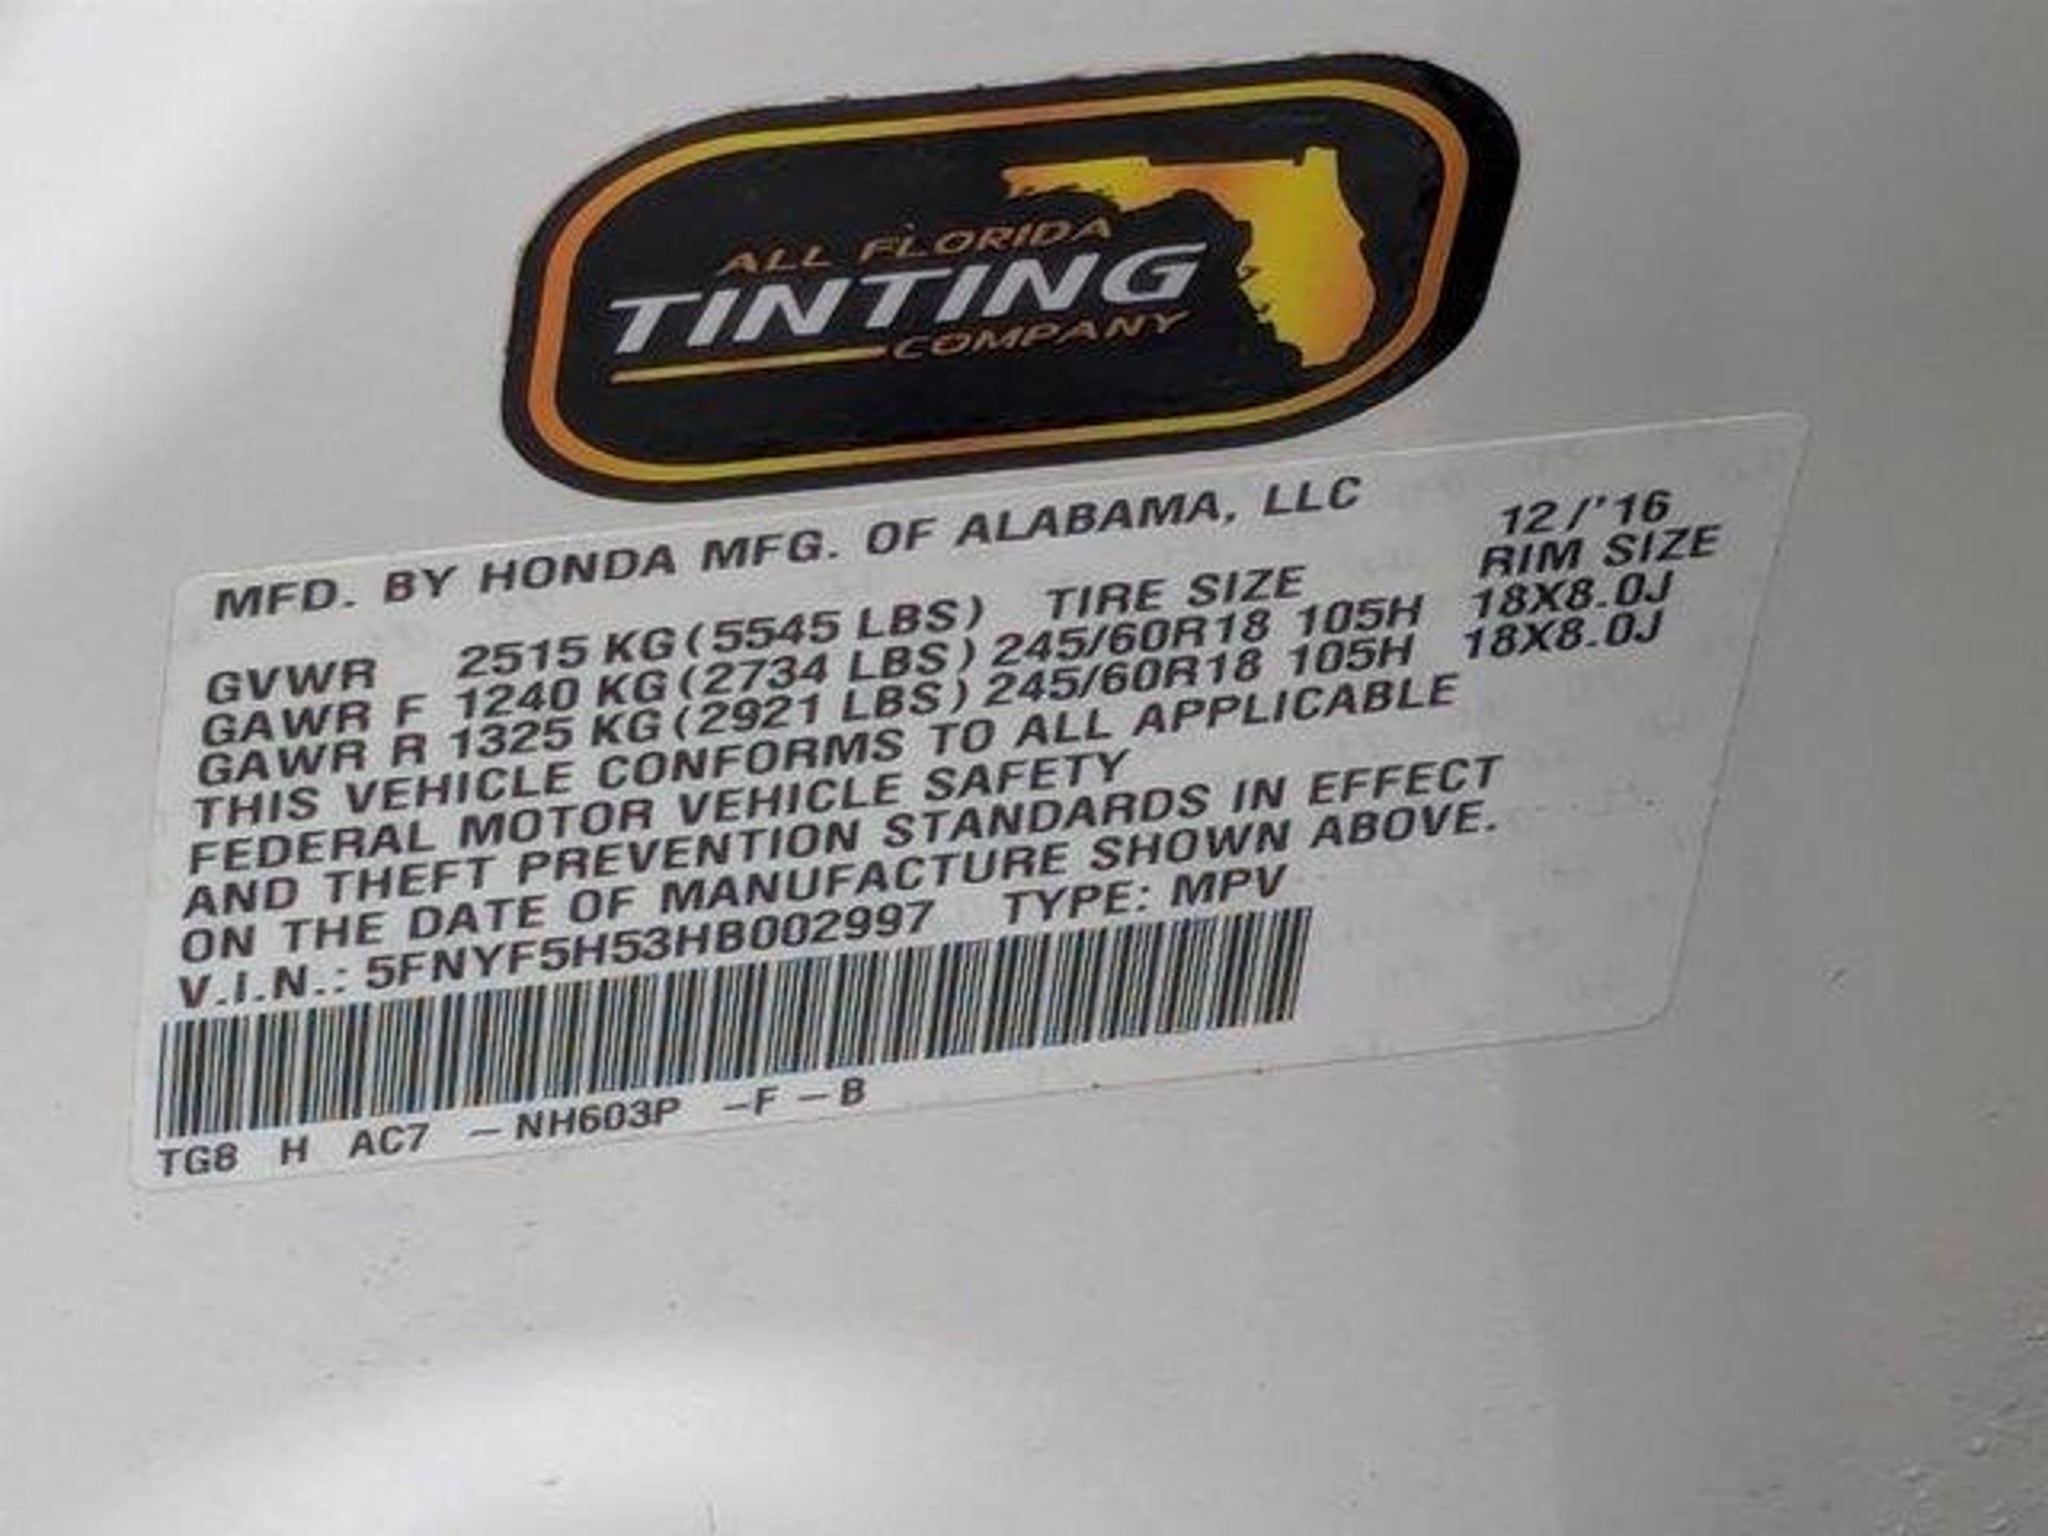 ALL FLORIDA
TINTING
COMPANY
MFD. BY HONDA MFG. OF ALABAMA, LLC 12/'16
TIRE SIZE RIM SIZE
GVWR 2515 KG (5545 LBS)
GAWR F 1240 KG (2734 LBS) 245/60R18 105H 18X8.0J
GAWR R 1325 KG (2921 LBS) 245/60R18 105H 18X8.0J
THIS VEHICLE CONFORMS TO ALL APPLICABLE
FEDERAL MOTOR VEHICLE SAFETY
AND THEFT PREVENTION STANDARDS IN EFFECT
ON THE DATE OF MANUFACTURE SHOWN ABOVE.
V.I.N.: 5FNYF5H53HB002997 TYPE: MPV
TG8 H AC7 -NH603P -F-B